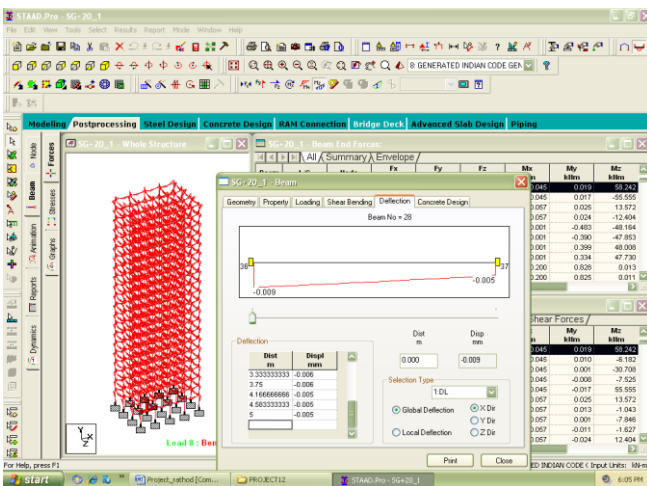 STAAD.Pro - SG+20_1
File Edit View Tools Select Results Report Mode Window Help
8: GENERATED INDIAN CODE GEN
Modeling Postprocessing Steel Design Concrete Design RAM Connection Bridge Deck Advanced Slab Design Piping
Node
Beam
Animation
Reports
Dynamics
Forces
Stresses
Graphs
SG+20_1 - Whole Structure
Load 8 : Ben
SG+20_1 - Beam End Forces:
All Summary Envelope
Beam L/C Node Fx Fy Fz Mx My Mz
kNm kNm kNm
0.045 0.019 58.242
0.045 0.017 -55.555
0.057 0.025 13.572
0.057 0.024 -12.404
0.001 -0.483 -48.164
0.001 -0.390 -47.853
0.001 0.399 48.008
0.001 0.334 47.730
0.200 0.828 0.013
0.200 0.825 0.011
SG+20_1 - Beam
Geometry Property Loading Shear Bending Deflection Concrete Design
Beam No = 28
36
37
-0.009
-0.005
Deflection
Dist Displ
m mm
3.333333333 -0.006
3.75 -0.006
4.166666666 -0.005
4.583333333 -0.005
5 -0.005
Dist Disp
m mm
0.000 -0.009
Selection Type
1:DL
Global Deflection X Dir
Y Dir
Local Deflection Z Dir
Print Close
Shear Forces /
My Mz
kNm kNm
0.045 0.019 58.242
0.045 0.010 -6.182
0.045 0.001 -30.708
0.045 -0.008 -7.525
0.045 -0.017 55.555
0.057 0.025 13.572
0.057 0.013 -1.043
0.057 0.001 -7.846
0.057 -0.011 -1.627
0.057 -0.024 12.404
For Help, press F1
ED INDIAN CODE ( Input Units: kN-m
start
Project_rathod [Com...
PROJECT12
STAAD.Pro - SG+20_1
6:05 PM